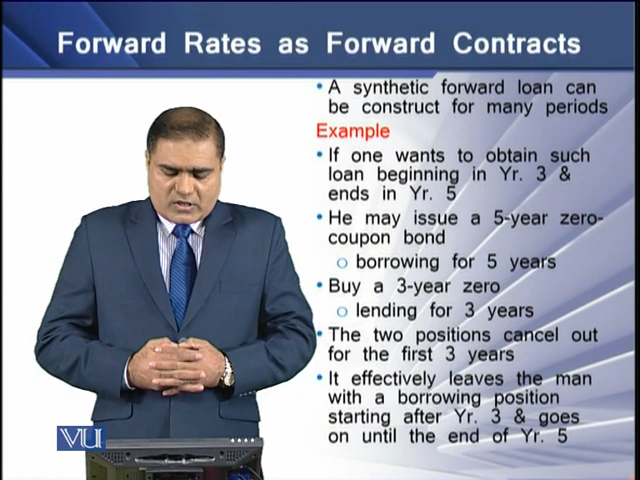 Forward Rates as Forward Contracts
• A synthetic forward loan can
be construct for many periods
Example
• If one wants to obtain such
loan beginning in Yr. 3 &
ends in Yr. 5
• He may issue a 5-year zero-
coupon bond
o borrowing for 5 years
• Buy a 3-year zero
o lending for 3 years
• The two positions cancel out
for the first 3 years
• It effectively leaves the man
with a borrowing position
starting after Yr. 3 & goes
on until the end of Yr. 5
VU